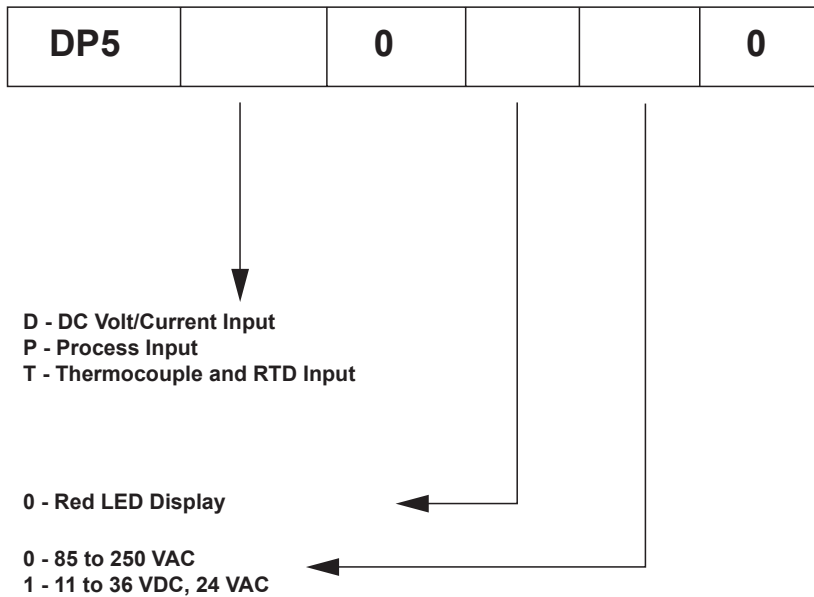 DP5 0 0
D - DC Volt/Current Input
P - Process Input
T - Thermocouple and RTD Input
0 - Red LED Display
0 - 85 to 250 VAC
1 - 11 to 36 VDC, 24 VAC